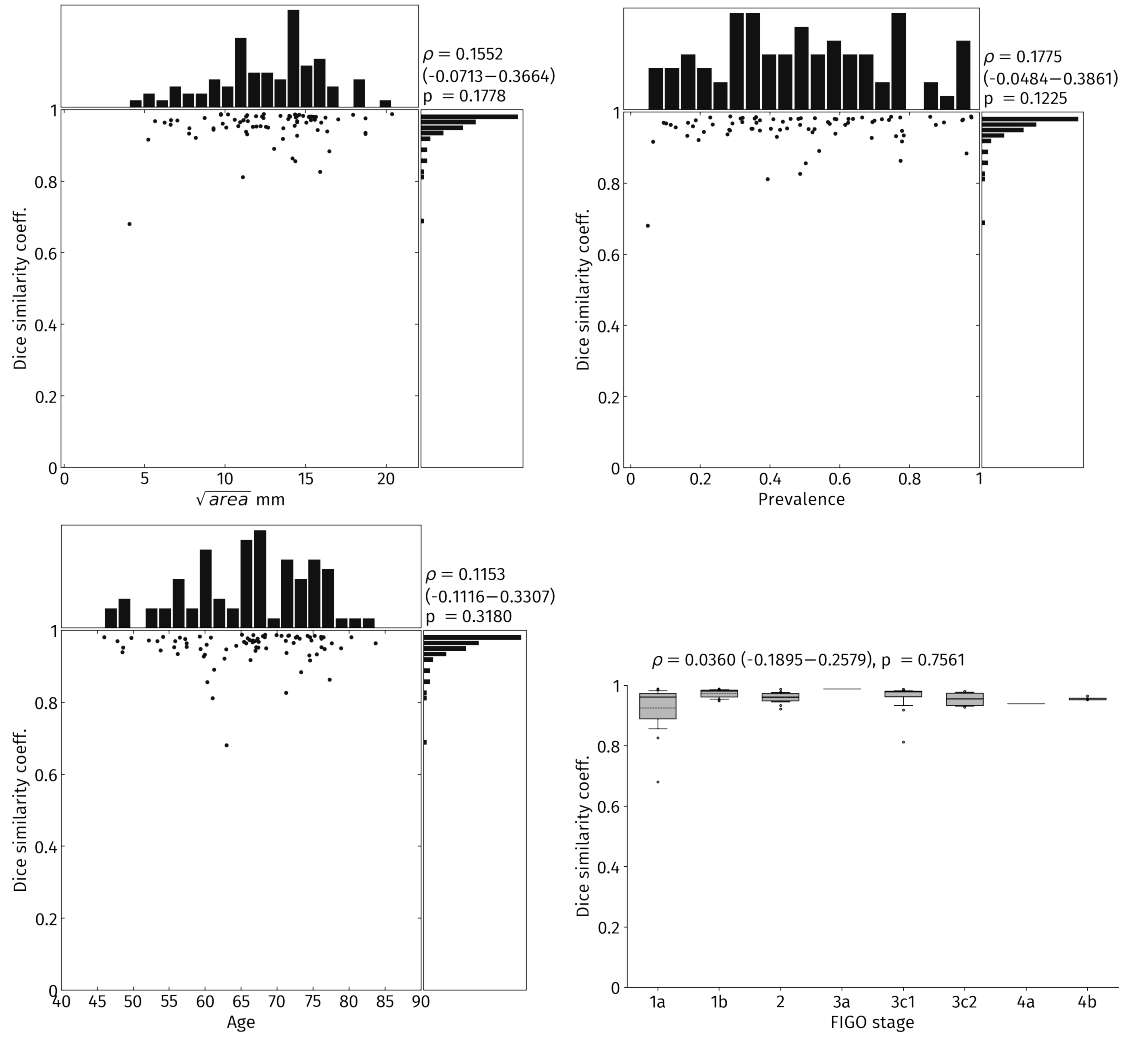 ρ = 0.1552
(-0.0713−0.3664)
p = 0.1778
1
0.8
0.6
0.4
0.2
0
Dice similarity coeff.
0
5
10
15
20
√area mm
ρ = 0.1775
(-0.0484−0.3861)
p = 0.1225
1
0.8
0.6
0.4
0.2
0
Dice similarity coeff.
0
0.2
0.4
0.6
0.8
1
Prevalence
ρ = 0.1153
(-0.1116−0.3307)
p = 0.3180
1
0.8
0.6
0.4
0.2
0
Dice similarity coeff.
40
45
50
55
60
65
70
75
80
85
90
Age
ρ = 0.0360 (-0.1895−0.2579), p = 0.7561
1
0.8
0.6
0.4
0.2
0
Dice similarity coeff.
1a
1b
2
3a
3c1
3c2
4a
4b
FIGO stage